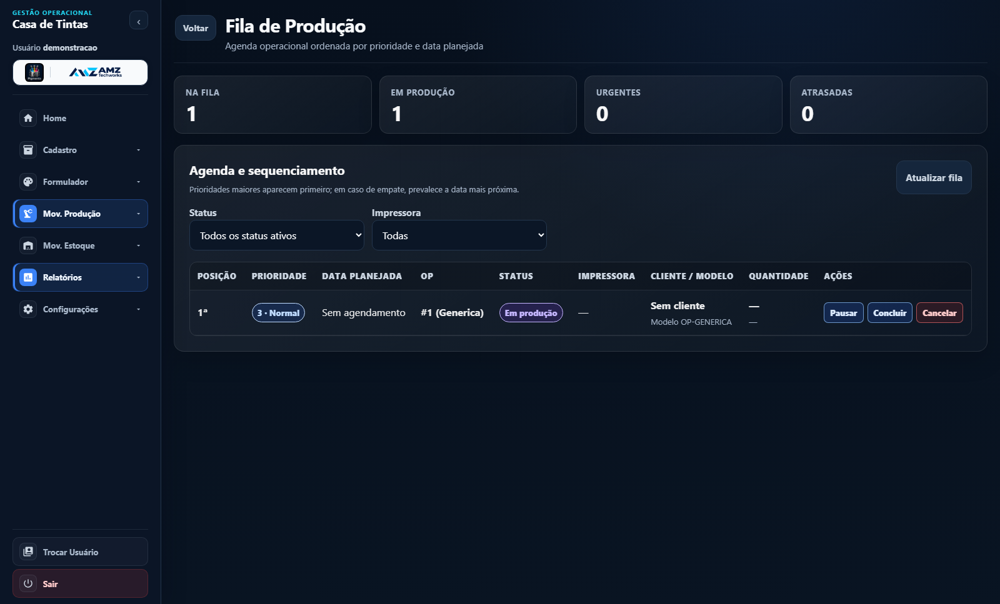 GESTÃO OPERACIONAL
Casa de Tintas
‹
Usuário demonstracao
Pigmento
AMZ
Techworks
Home
Cadastro
Formulador
Mov. Produção
Mov. Estoque
Relatórios
Configurações
Trocar Usuário
Sair
Voltar
Fila de Produção
Agenda operacional ordenada por prioridade e data planejada
NA FILA
1
EM PRODUÇÃO
1
URGENTES
0
ATRASADAS
0
Agenda e sequenciamento
Prioridades maiores aparecem primeiro; em caso de empate, prevalece a data mais próxima.
Atualizar fila
Status
Todos os status ativos
Impressora
Todas
POSIÇÃO PRIORIDADE DATA PLANEJADA OP STATUS IMPRESSORA CLIENTE / MODELO QUANTIDADE AÇÕES
1ª 3 · Normal Sem agendamento #1 (Generica) Em produção — Sem cliente — Pausar Concluir Cancelar
Modelo OP-GENERICA —